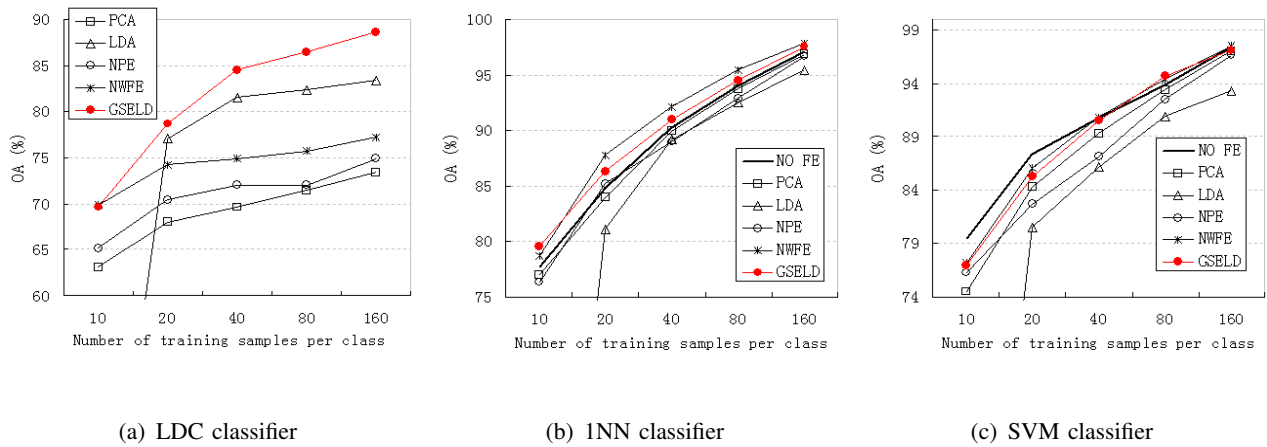 90
85
80
75
70
65
60
OA (%)
PCA
LDA
NPE
NWFE
GSELD
10 20 40 80 160
Number of training samples per class
(a) LDC classifier
100
95
90
85
80
75
OA (%)
NO FE
PCA
LDA
NPE
NWFE
GSELD
10 20 40 80 160
Number of training samples per class
(b) 1NN classifier
99
94
89
84
79
74
OA (%)
NO FE
PCA
LDA
NPE
NWFE
GSELD
10 20 40 80 160
Number of training samples per class
(c) SVM classifier